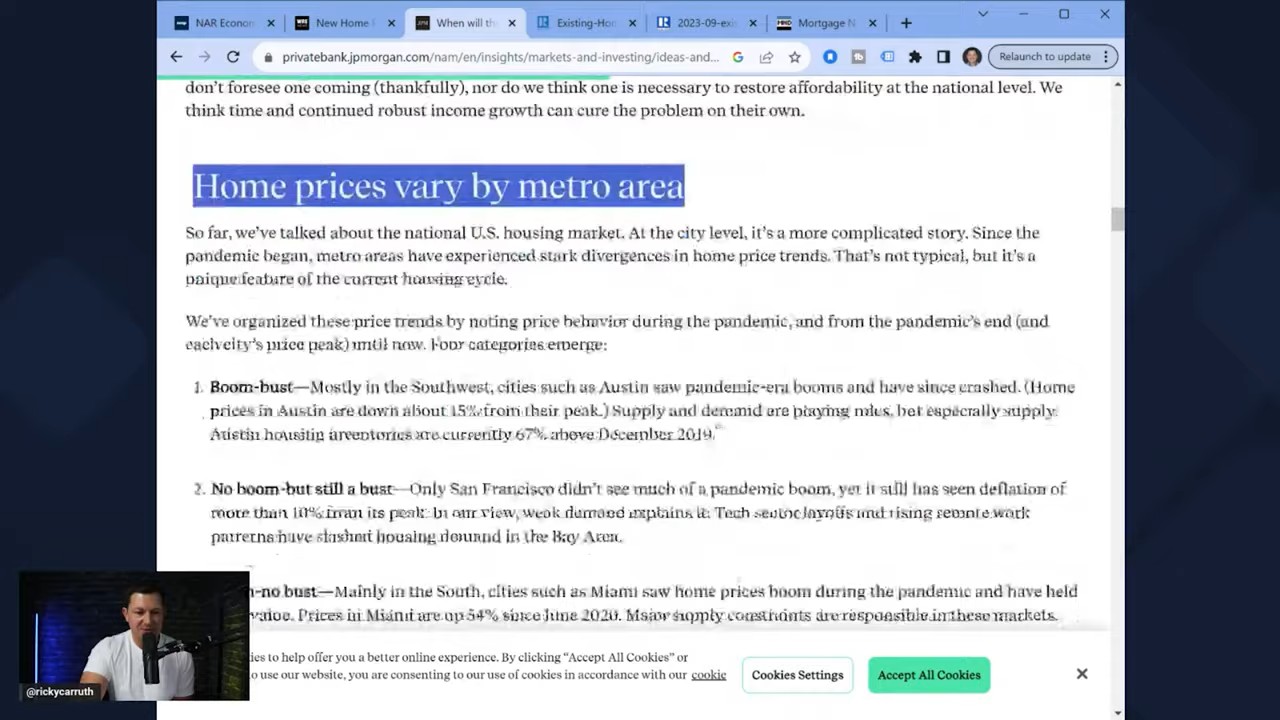 NAR Econom
New Home
When will th
Existing-Hom
2023-09-exi
Mortgage N
privatebank.jpmorgan.com/nam/en/insights/markets-and-investing/ideas-and...
Relaunch to update
don't foresee one coming (thankfully), nor do we think one is necessary to restore affordability at the national level. We
think time and continued robust income growth can cure the problem on their own.
Home prices vary by metro area
So far, we've talked about the national U.S. housing market. At the city level, it's a more complicated story. Since the
pandemic began, metro areas have experienced stark divergences in home price trends. That's not typical, but it's a
unique feature of the current housing cycle.
We've organized these price trends by noting price behavior during the pandemic, and from the pandemic's end (and
each city's price peak) until now. Four categories emerge:
1. Boom-bust—Mostly in the Southwest, cities such as Austin saw pandemic-era booms and have since crashed. (Home
prices in Austin are down about 15% from their peak.) Supply and demand are playing roles, but especially supply.
Austin housing inventories are currently 67% above December 2019.
2. No boom-but still a bust—Only San Francisco didn't see much of a pandemic boom, yet it still has seen deflation of
more than 10% from its peak. In our view, weak demand explains it. Tech sector layoffs and rising remote work
patterns have slashed housing demand in the Bay Area.
-no bust—Mainly in the South, cities such as Miami saw home prices boom during the pandemic and have held
value. Prices in Miami are up 54% since June 2020. Major supply constraints are responsible in these markets.
ies to help offer you a better online experience. By clicking "Accept All Cookies" or
o use our website, you are consenting to our use of cookies in accordance with our cookie
Cookies Settings
Accept All Cookies
@rickycarruth